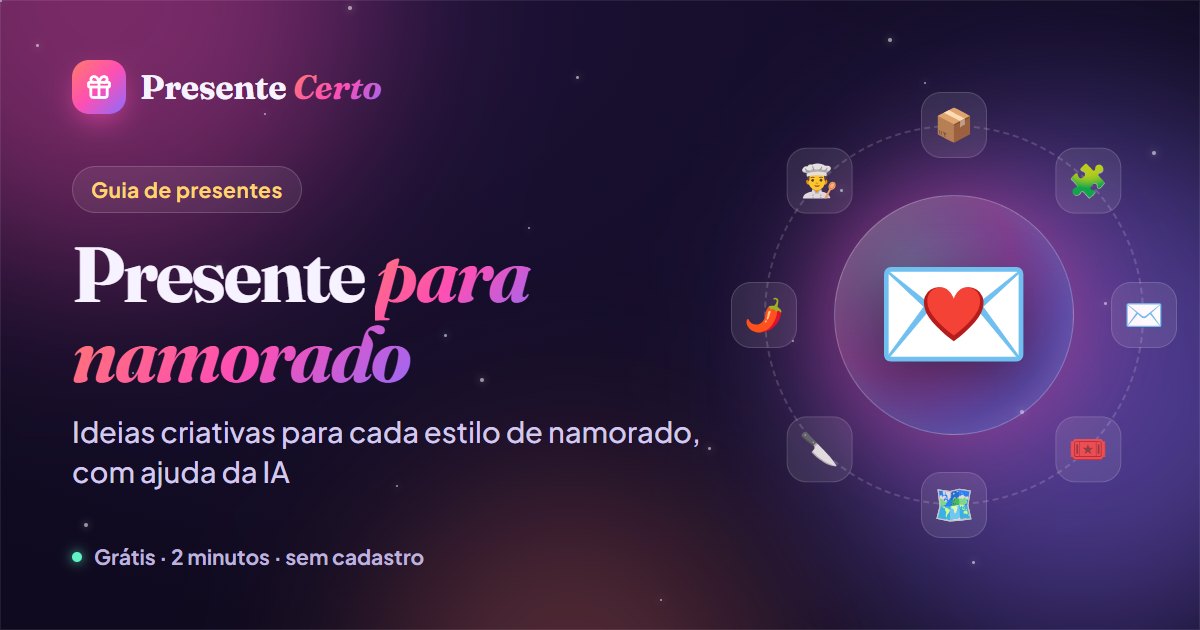 Presente Certo
Guia de presentes
Presente para
namorado
Ideias criativas para cada estilo de namorado,
com ajuda da IA
Grátis · 2 minutos · sem cadastro